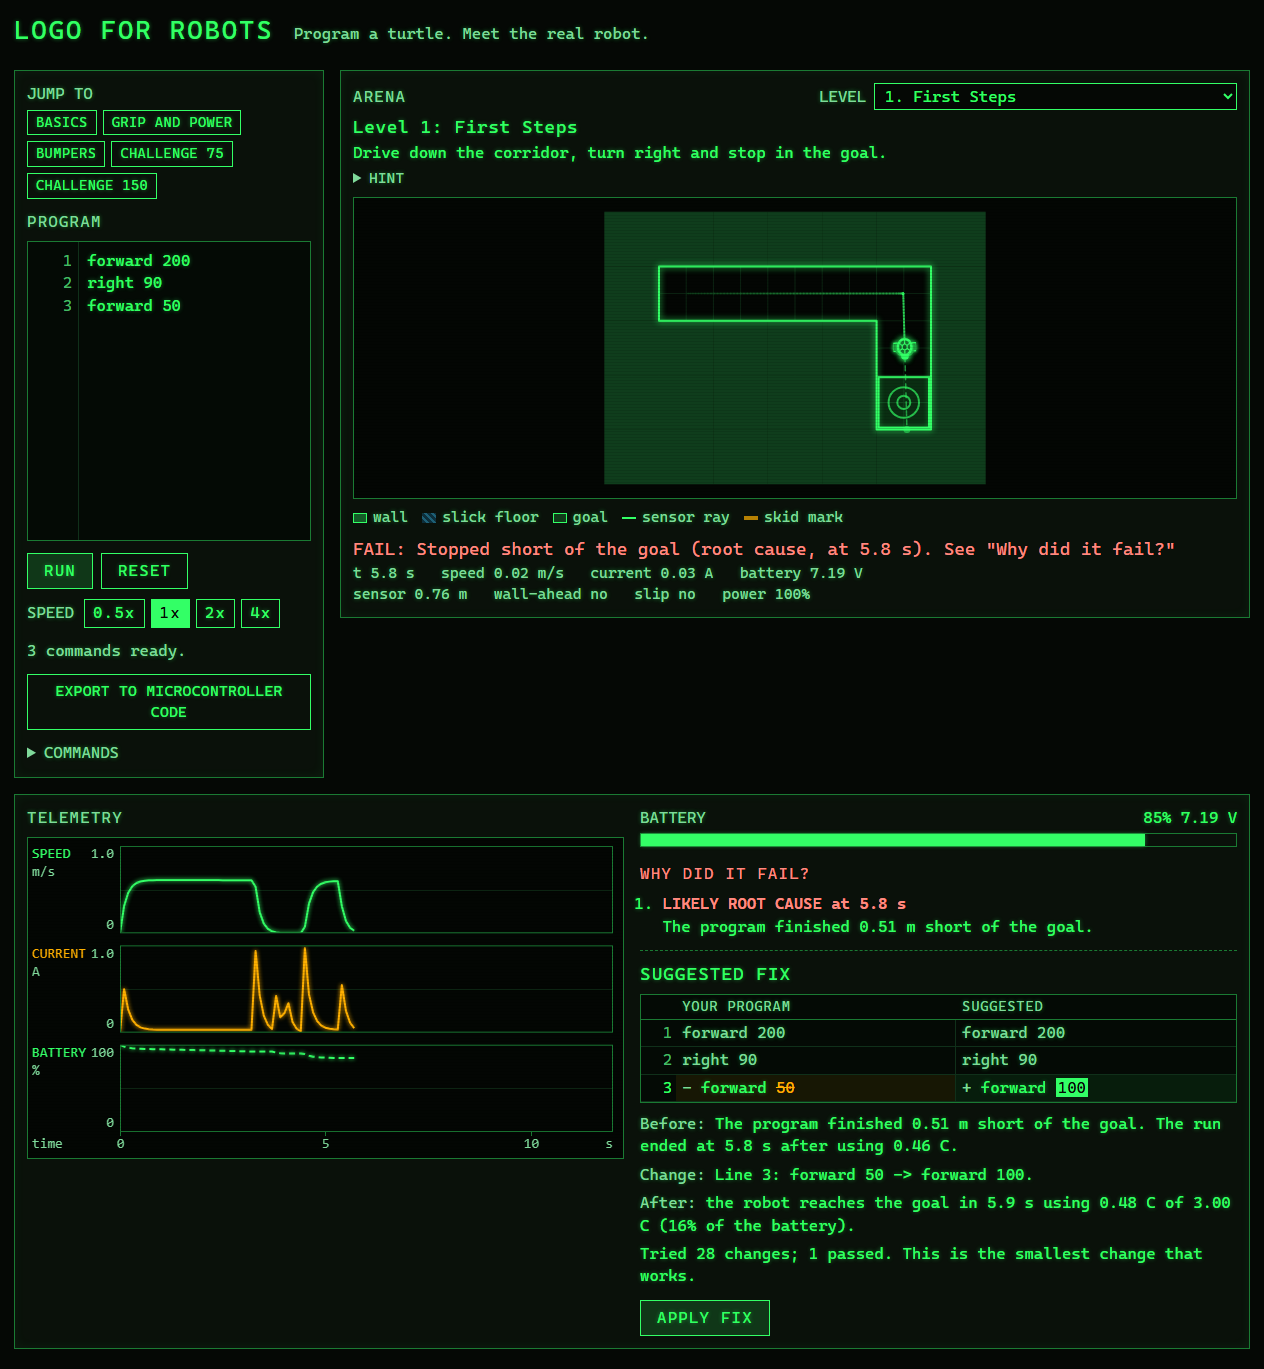 LOGO FOR ROBOTS Program a turtle. Meet the real robot.
JUMP TO
BASICS GRIP AND POWER
BUMPERS CHALLENGE 75
CHALLENGE 150
PROGRAM
1 forward 200
2 right 90
3 forward 50
RUN RESET
SPEED 0.5x 1x 2x 4x
3 commands ready.
EXPORT TO MICROCONTROLLER
CODE
▶ COMMANDS
ARENA LEVEL 1. First Steps
Level 1: First Steps
Drive down the corridor, turn right and stop in the goal.
▶ HINT
wall slick floor goal sensor ray skid mark
FAIL: Stopped short of the goal (root cause, at 5.8 s). See "Why did it fail?"
t 5.8 s speed 0.02 m/s current 0.03 A battery 7.19 V
sensor 0.76 m wall-ahead no slip no power 100%
TELEMETRY
SPEED 1.0
m/s
0
CURRENT 1.0
A
0
BATTERY 100
%
0
time 0 5 10 s
BATTERY 85% 7.19 V
WHY DID IT FAIL?
1. LIKELY ROOT CAUSE at 5.8 s
The program finished 0.51 m short of the goal.
SUGGESTED FIX
YOUR PROGRAM SUGGESTED
1 forward 200 forward 200
2 right 90 right 90
3 - forward 50 + forward 100
Before: The program finished 0.51 m short of the goal. The run
ended at 5.8 s after using 0.46 C.
Change: Line 3: forward 50 -> forward 100.
After: the robot reaches the goal in 5.9 s using 0.48 C of 3.00
C (16% of the battery).
Tried 28 changes; 1 passed. This is the smallest change that
works.
APPLY FIX